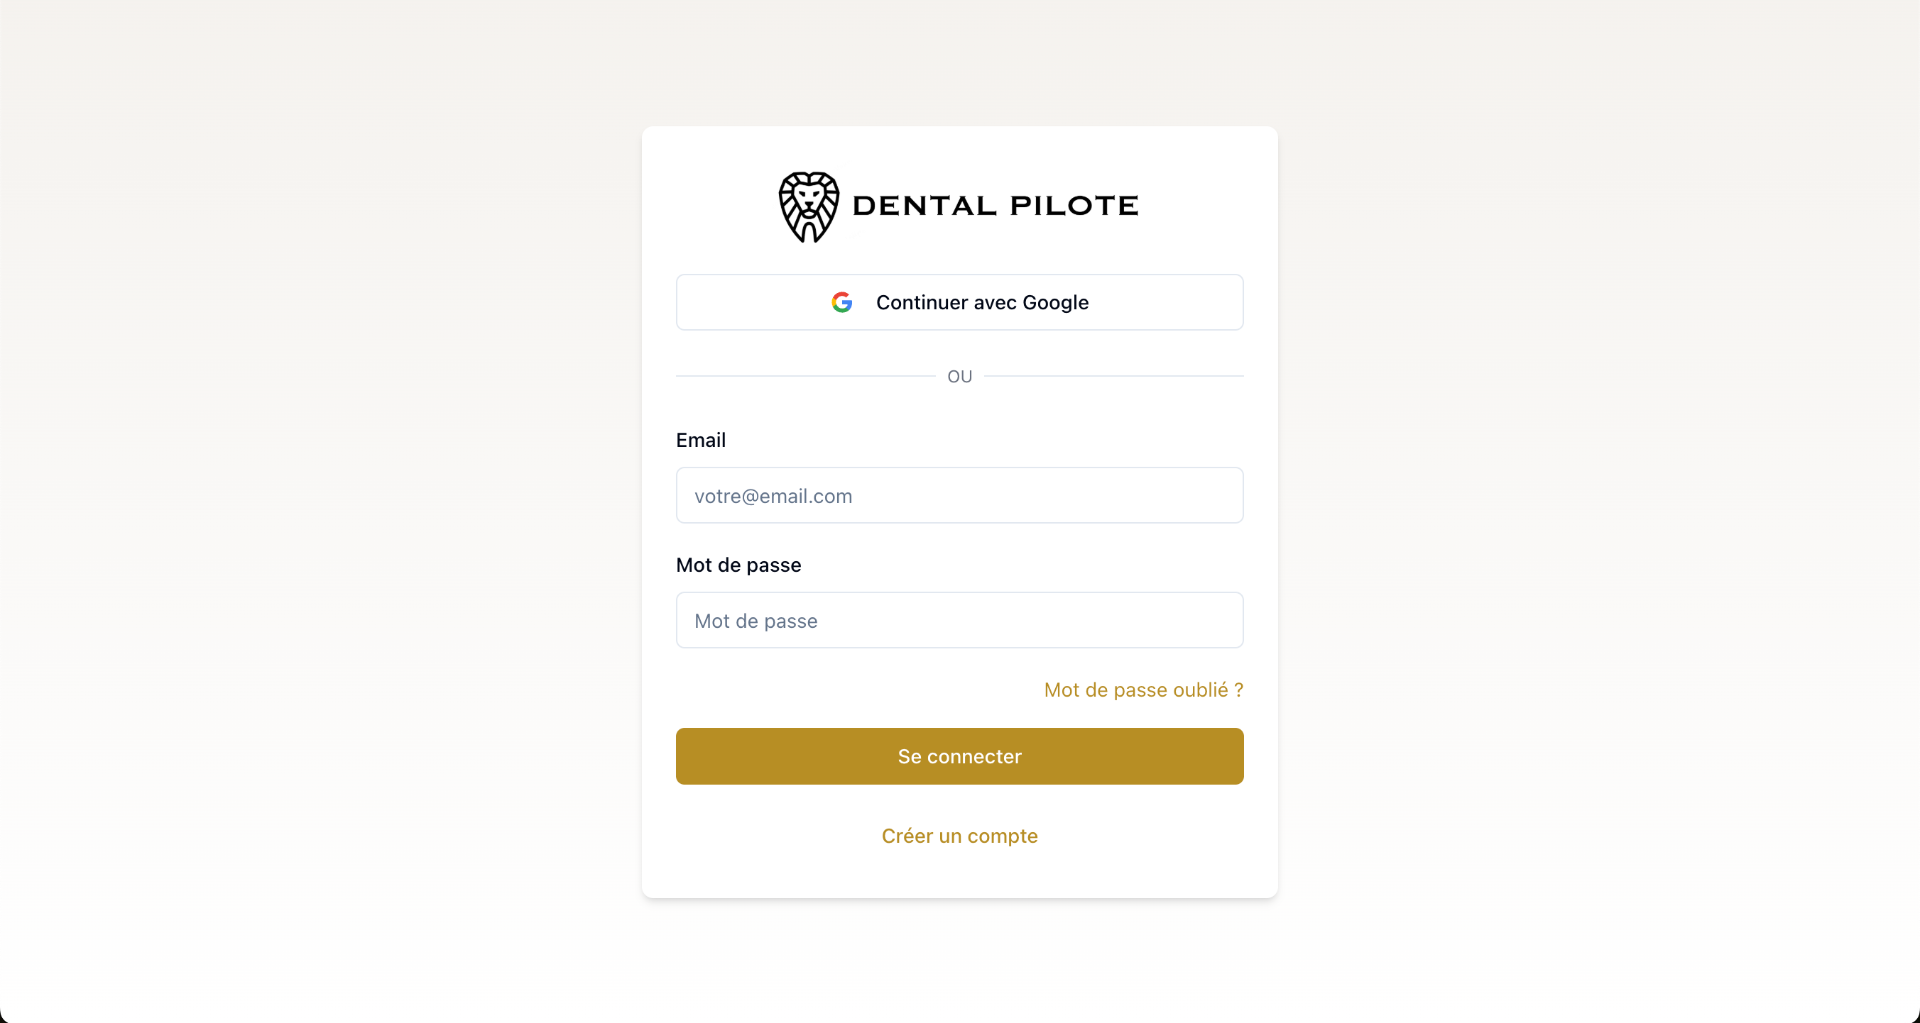 DENTAL PILOTE
Continuer avec Google
OU
Email
votre@email.com
Mot de passe
Mot de passe
Mot de passe oublié ?
Se connecter
Créer un compte